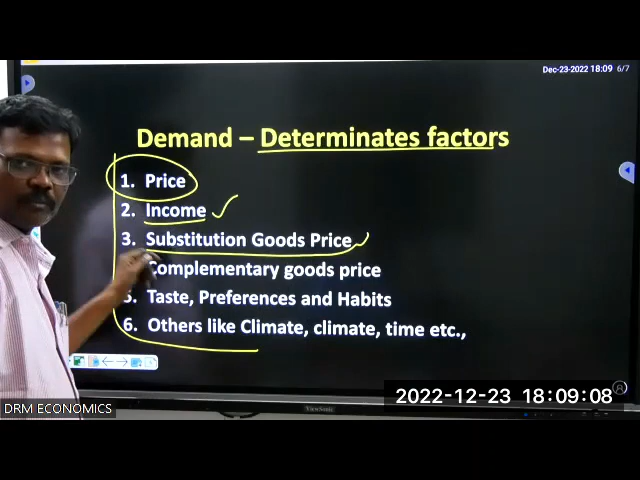 Dec-23-2022 18:09 6/7
Demand – Determinates factors
1. Price
2. Income
3. Substitution Goods Price
Complementary goods price
5. Taste, Preferences and Habits
6. Others like Climate, climate, time etc.,
2022-12-23 18:09:08
DRM ECONOMICS
ViewSonic